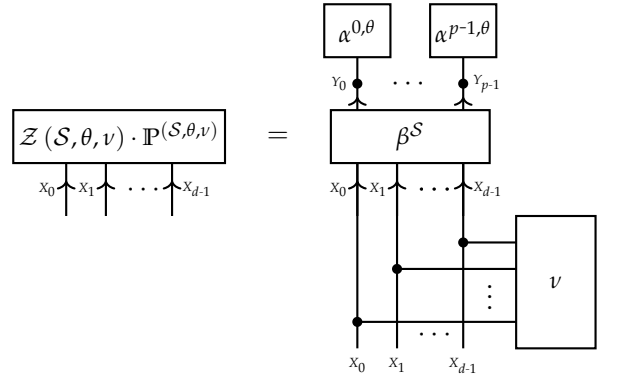 α^{0,θ} α^{p-1,θ}
Y_0 ··· Y_{p-1}
𝒵 (𝒮, θ, ν) · ℙ^{(𝒮,θ,ν)} = β^𝒮
X_0 X_1 ··· X_{d-1} X_0 X_1 ··· X_{d-1}
⋮ ν
···
X_0 X_1 X_{d-1}